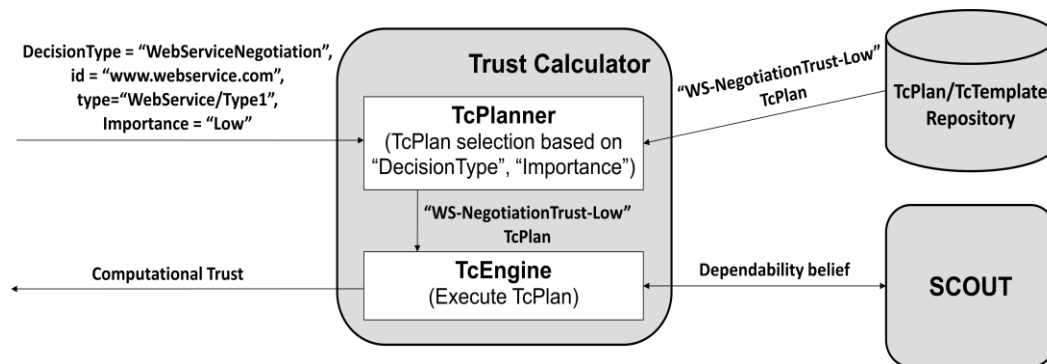 DecisionType = “WebServiceNegotiation”,
id = “www.webservice.com”,
type=“WebService/Type1”,
Importance = “Low”
Trust Calculator
TcPlanner
(TcPlan selection based on
“DecisionType”, “Importance”)
“WS-NegotiationTrust-Low”
TcPlan
TcPlan/TcTemplate
Repository
“WS-NegotiationTrust-Low”
TcPlan
TcEngine
(Execute TcPlan)
Computational Trust
Dependability belief
SCOUT